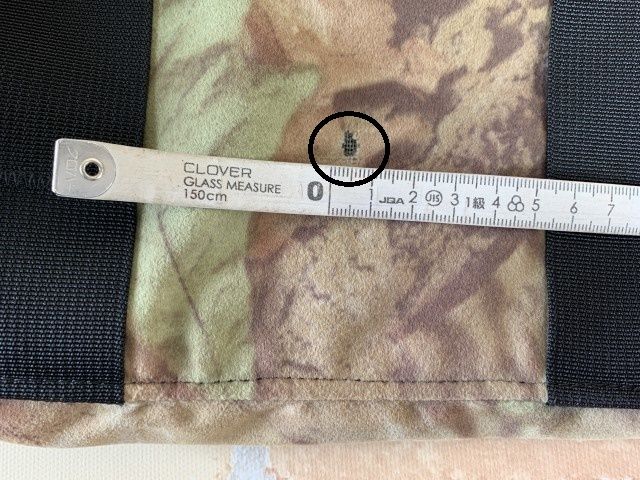 CLOVER
GLASS MEASURE
150cm
0 1 JQA 2 JIS 3 1級 4 5 6 7